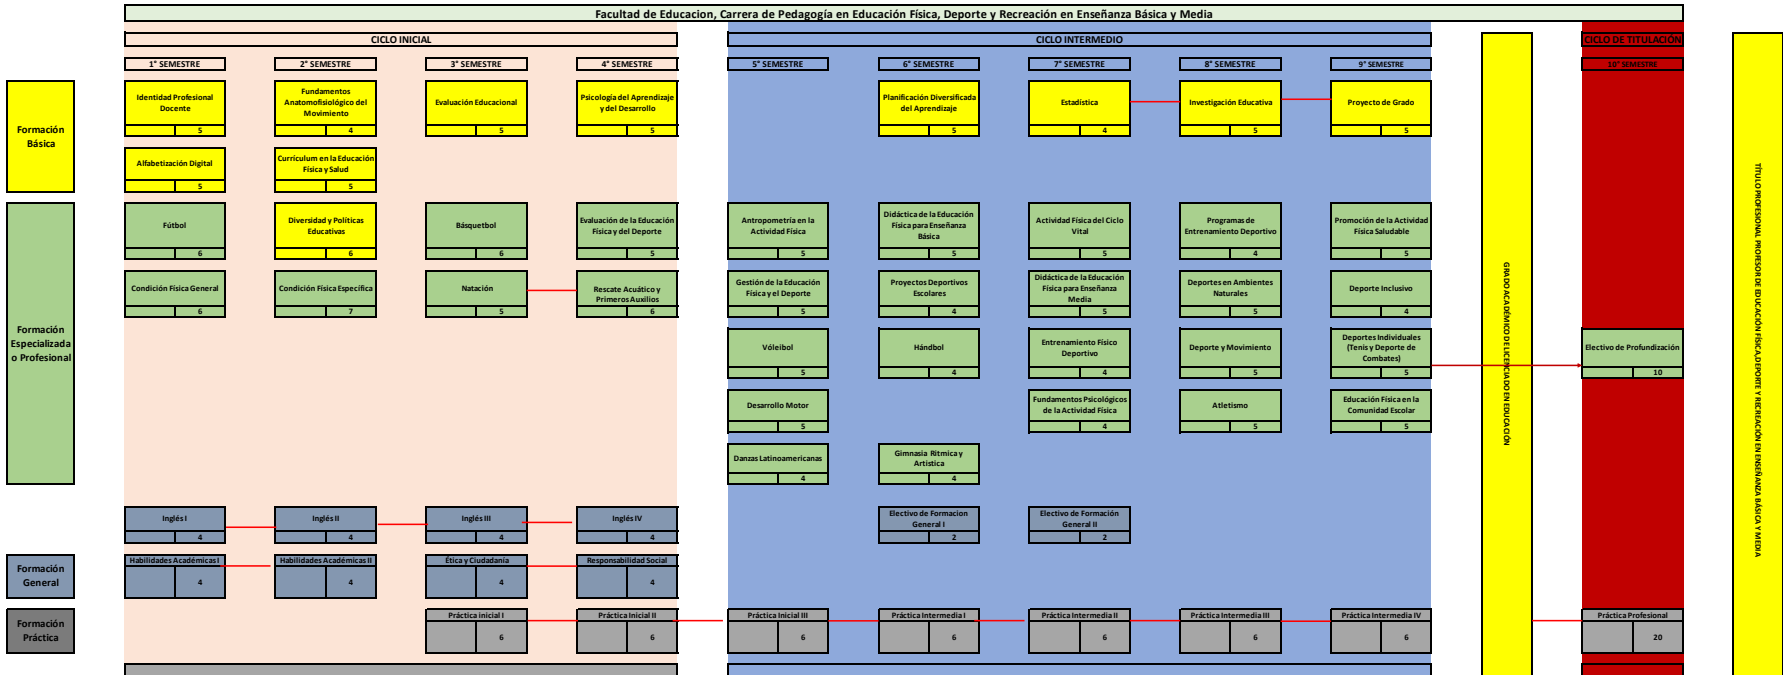 Facultad de Educacion, Carrera de Pedagogía en Educación Física, Deporte y Recreación en Enseñanza Básica y Media
CICLO INICIAL
CICLO INTERMEDIO
CICLO DE TITULACIÓN
1° SEMESTRE
2° SEMESTRE
3° SEMESTRE
4° SEMESTRE
5° SEMESTRE
6° SEMESTRE
7° SEMESTRE
8° SEMESTRE
9° SEMESTRE
10° SEMESTRE
Formación
Básica
Identidad Profesional
Docente
5
Fundamentos
Anatomofisiológico del
Movimiento
4
Evaluación Educacional
5
Psicología del Aprendizaje
y del Desarrollo
5
Planificación Diversificada
del Aprendizaje
5
Estadística
4
Investigación Educativa
5
Proyecto de Grado
5
Alfabetización Digital
5
Currículum en la Educación
Física y Salud
5
Formación
Especializada
o Profesional
Fútbol
6
Diversidad y Políticas
Educativas
6
Básquetbol
6
Evaluación de la Educación
Física y del Deporte
5
Antropometría en la
Actividad Física
5
Didáctica de la Educación
Física para Enseñanza
Básica
5
Actividad Física del Ciclo
Vital
5
Programas de
Entrenamiento Deportivo
4
Promoción de la Actividad
Física Saludable
5
Condición Física General
6
Condición Física Específica
7
Natación
5
Rescate Acuático y
Primeros Auxilios
6
Gestión de la Educación
Física y el Deporte
5
Proyectos Deportivos
Escolares
4
Didáctica de la Educación
Física para Enseñanza
Media
5
Deportes en Ambientes
Naturales
5
Deporte Inclusivo
4
Vóleibol
5
Hándbol
4
Entrenamiento Físico
Deportivo
4
Deporte y Movimiento
5
Deportes Individuales
(Tenis y Deporte de
Combates)
5
Electivo de Profundización
10
Desarrollo Motor
5
Fundamentos Psicológicos
de la Actividad Física
4
Atletismo
5
Educación Física en la
Comunidad Escolar
5
Danzas Latinoamericanas
4
Gimnasia Rítmica y
Artística
4
Formación
General
Inglés I
4
Inglés II
4
Inglés III
4
Inglés IV
4
Electivo de Formacion
General I
2
Electivo de Formación
General II
2
Habilidades Académicas I
4
Habilidades Académicas II
4
Ética y Ciudadanía
4
Responsabilidad Social
4
Formación
Práctica
Práctica inicial I
6
Práctica Inicial II
6
Práctica Inicial III
6
Práctica Intermedia I
6
Práctica Intermedia II
6
Práctica Intermedia III
6
Práctica Intermedia IV
6
Práctica Profesional
20
GRADO ACADÉMICO DE LICENCIADO EN EDUCACIÓN
TÍTULO PROFESIONAL PROFESOR DE EDUCACIÓN FÍSICA, DEPORTE Y RECREACIÓN EN ENSEÑANZA BÁSICA Y MEDIA